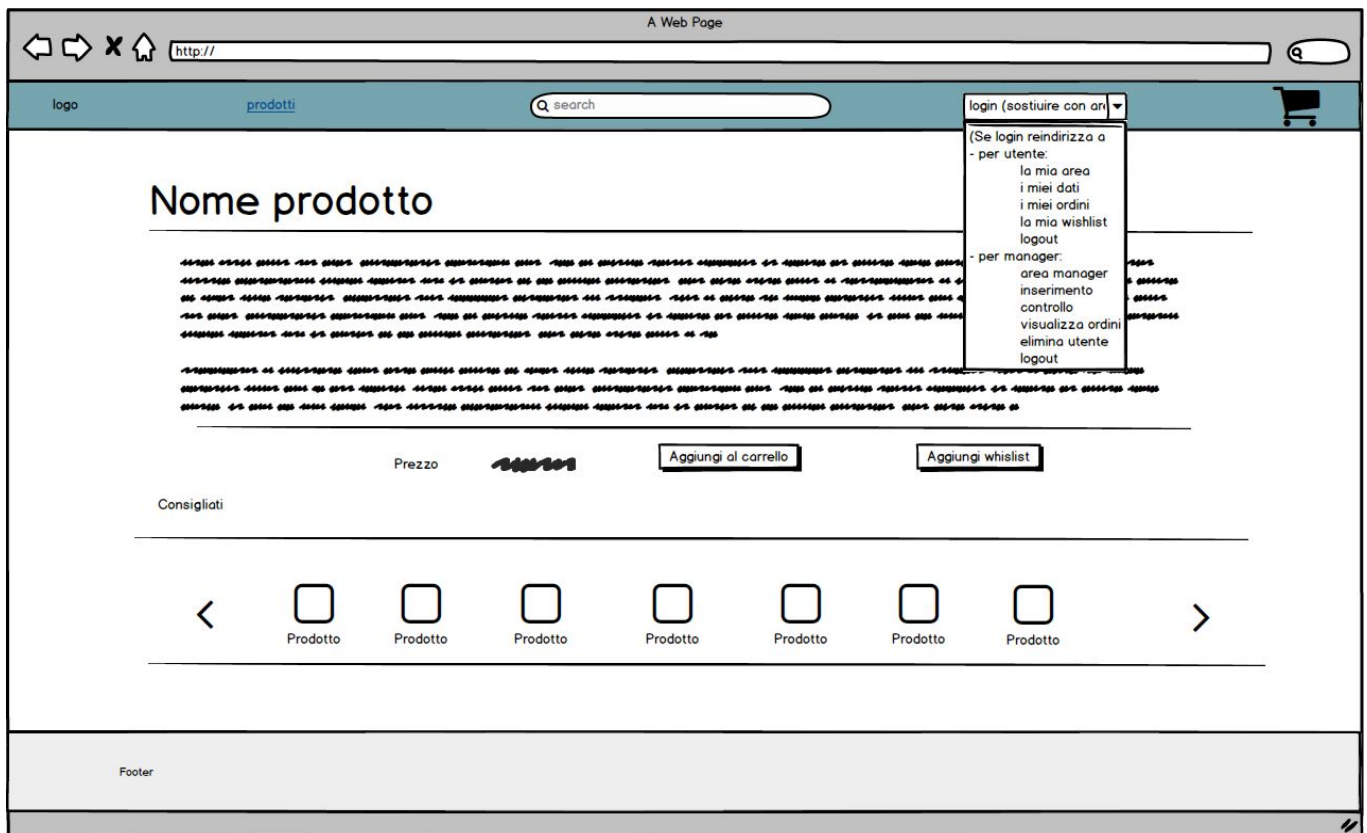 A Web Page
http://
logo
prodotti
search
login (sostiuire con are
(Se login reindirizza a
- per utente:
la mia area
i miei dati
i miei ordini
la mia wishlist
logout
- per manager:
area manager
inserimento
controllo
visualizza ordini
elimina utente
logout
Nome prodotto
Prezzo
Aggiungi al carrello
Aggiungi whislist
Consigliati
Prodotto
Prodotto
Prodotto
Prodotto
Prodotto
Prodotto
Prodotto
Footer